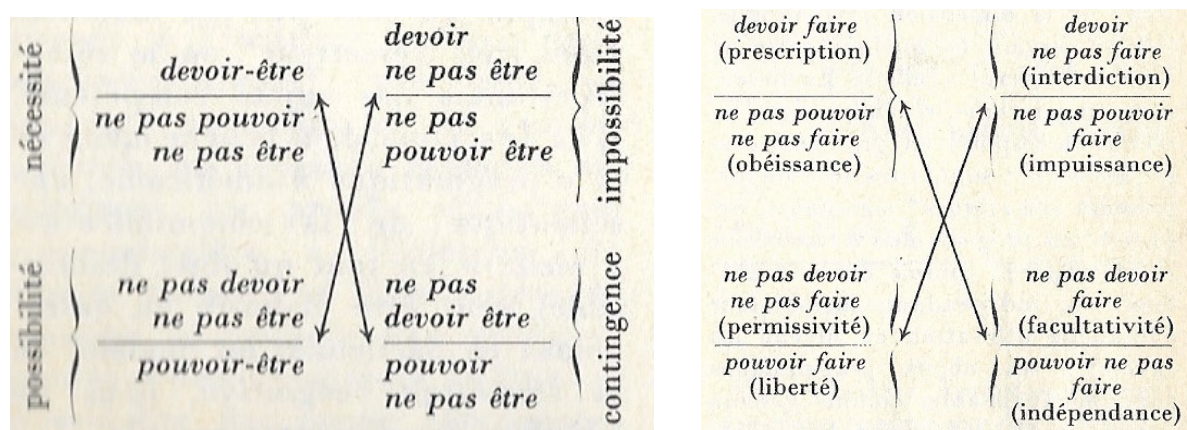 nécessité
devoir-être
ne pas pouvoir
ne pas être
devoir
ne pas être
ne pas
pouvoir être
impossibilité
possibilité
ne pas devoir
ne pas être
pouvoir-être
ne pas
devoir être
pouvoir
ne pas être
contingence
devoir faire
(prescription)
ne pas pouvoir
ne pas faire
(obéissance)
devoir
ne pas faire
(interdiction)
ne pas pouvoir
faire
(impuissance)
ne pas devoir
ne pas faire
(permissivité)
pouvoir faire
(liberté)
ne pas devoir
faire
(facultativité)
pouvoir ne pas
faire
(indépendance)